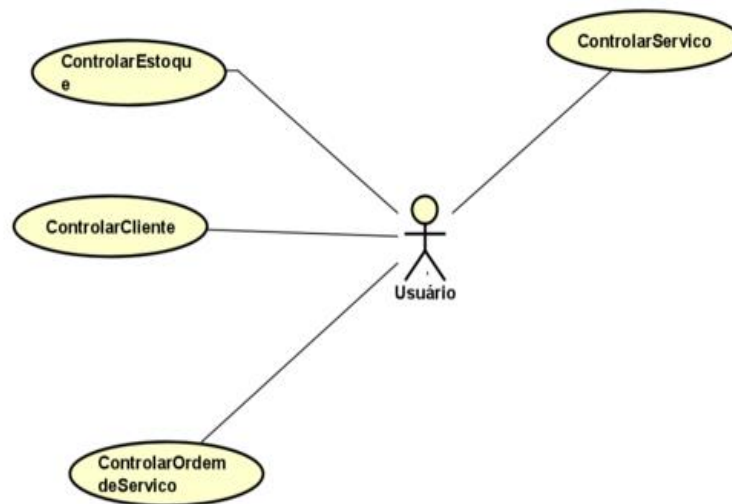 ControlarServico
ControlarEstoqu
e
ControlarCliente
Usuário
ControlarOrdem
deServico